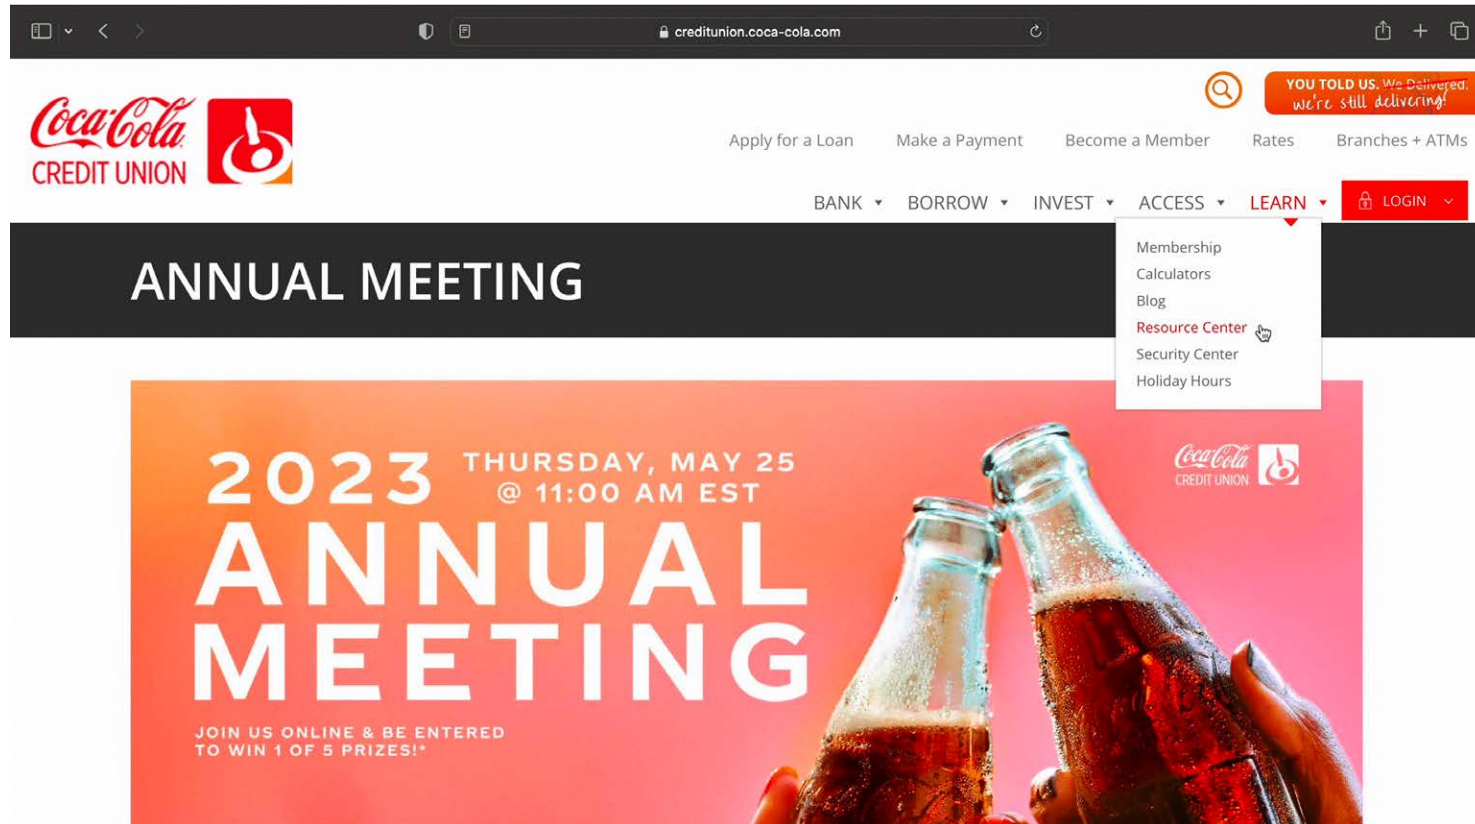 creditunion.coca-cola.com
Coca-Cola
CREDIT UNION
YOU TOLD US. We Delivered.
we're still delivering!
Apply for a Loan Make a Payment Become a Member Rates Branches + ATMs
BANK BORROW INVEST ACCESS LEARN LOGIN
Membership
Calculators
Blog
Resource Center
Security Center
Holiday Hours
ANNUAL MEETING
2023 THURSDAY, MAY 25
@ 11:00 AM EST
ANNUAL
MEETING
JOIN US ONLINE & BE ENTERED
TO WIN 1 OF 5 PRIZES!*
Coca-Cola
CREDIT UNION